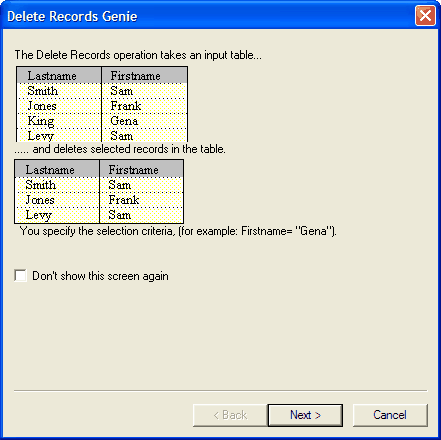 Delete Records Genie
The Delete Records operation takes an input table...
Lastname Firstname
Smith Sam
Jones Frank
King Gena
Levy Sam
..... and deletes selected records in the table.
Lastname Firstname
Smith Sam
Jones Frank
Levy Sam
You specify the selection criteria, (for example: Firstname= "Gena").
Don't show this screen again
< Back Next > Cancel